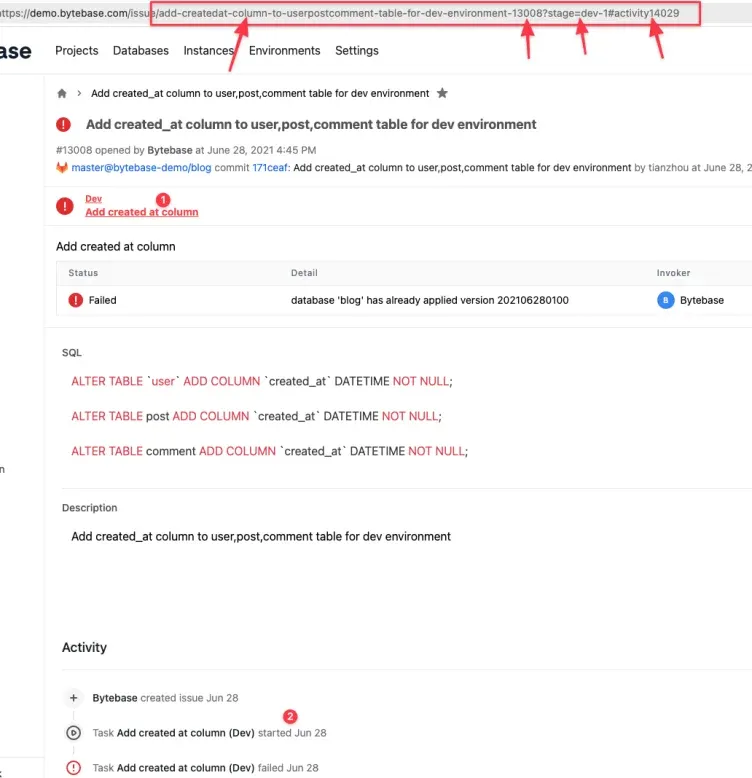 https://demo.bytebase.com/issue/add-createdat-column-to-userpostcomment-table-for-dev-environment-13008?stage=dev-1#activity14029
ase Projects Databases Instances Environments Settings
Add created_at column to user,post,comment table for dev environment
! Add created_at column to user,post,comment table for dev environment
#13008 opened by Bytebase at June 28, 2021 4:45 PM
master@bytebase-demo/blog commit 171ceaf: Add created_at column to user,post,comment table for dev environment by tianzhou at June 28, 2
Dev 1
! Add created at column
Add created at column
Status Detail Invoker
! Failed database 'blog' has already applied version 202106280100 B Bytebase
SQL
ALTER TABLE `user` ADD COLUMN `created_at` DATETIME NOT NULL;
ALTER TABLE post ADD COLUMN `created_at` DATETIME NOT NULL;
ALTER TABLE comment ADD COLUMN `created_at` DATETIME NOT NULL;
n
Description
Add created_at column to user,post,comment table for dev environment
Activity
+ Bytebase created issue Jun 28
2
Task Add created at column (Dev) started Jun 28
! Task Add created at column (Dev) failed Jun 28